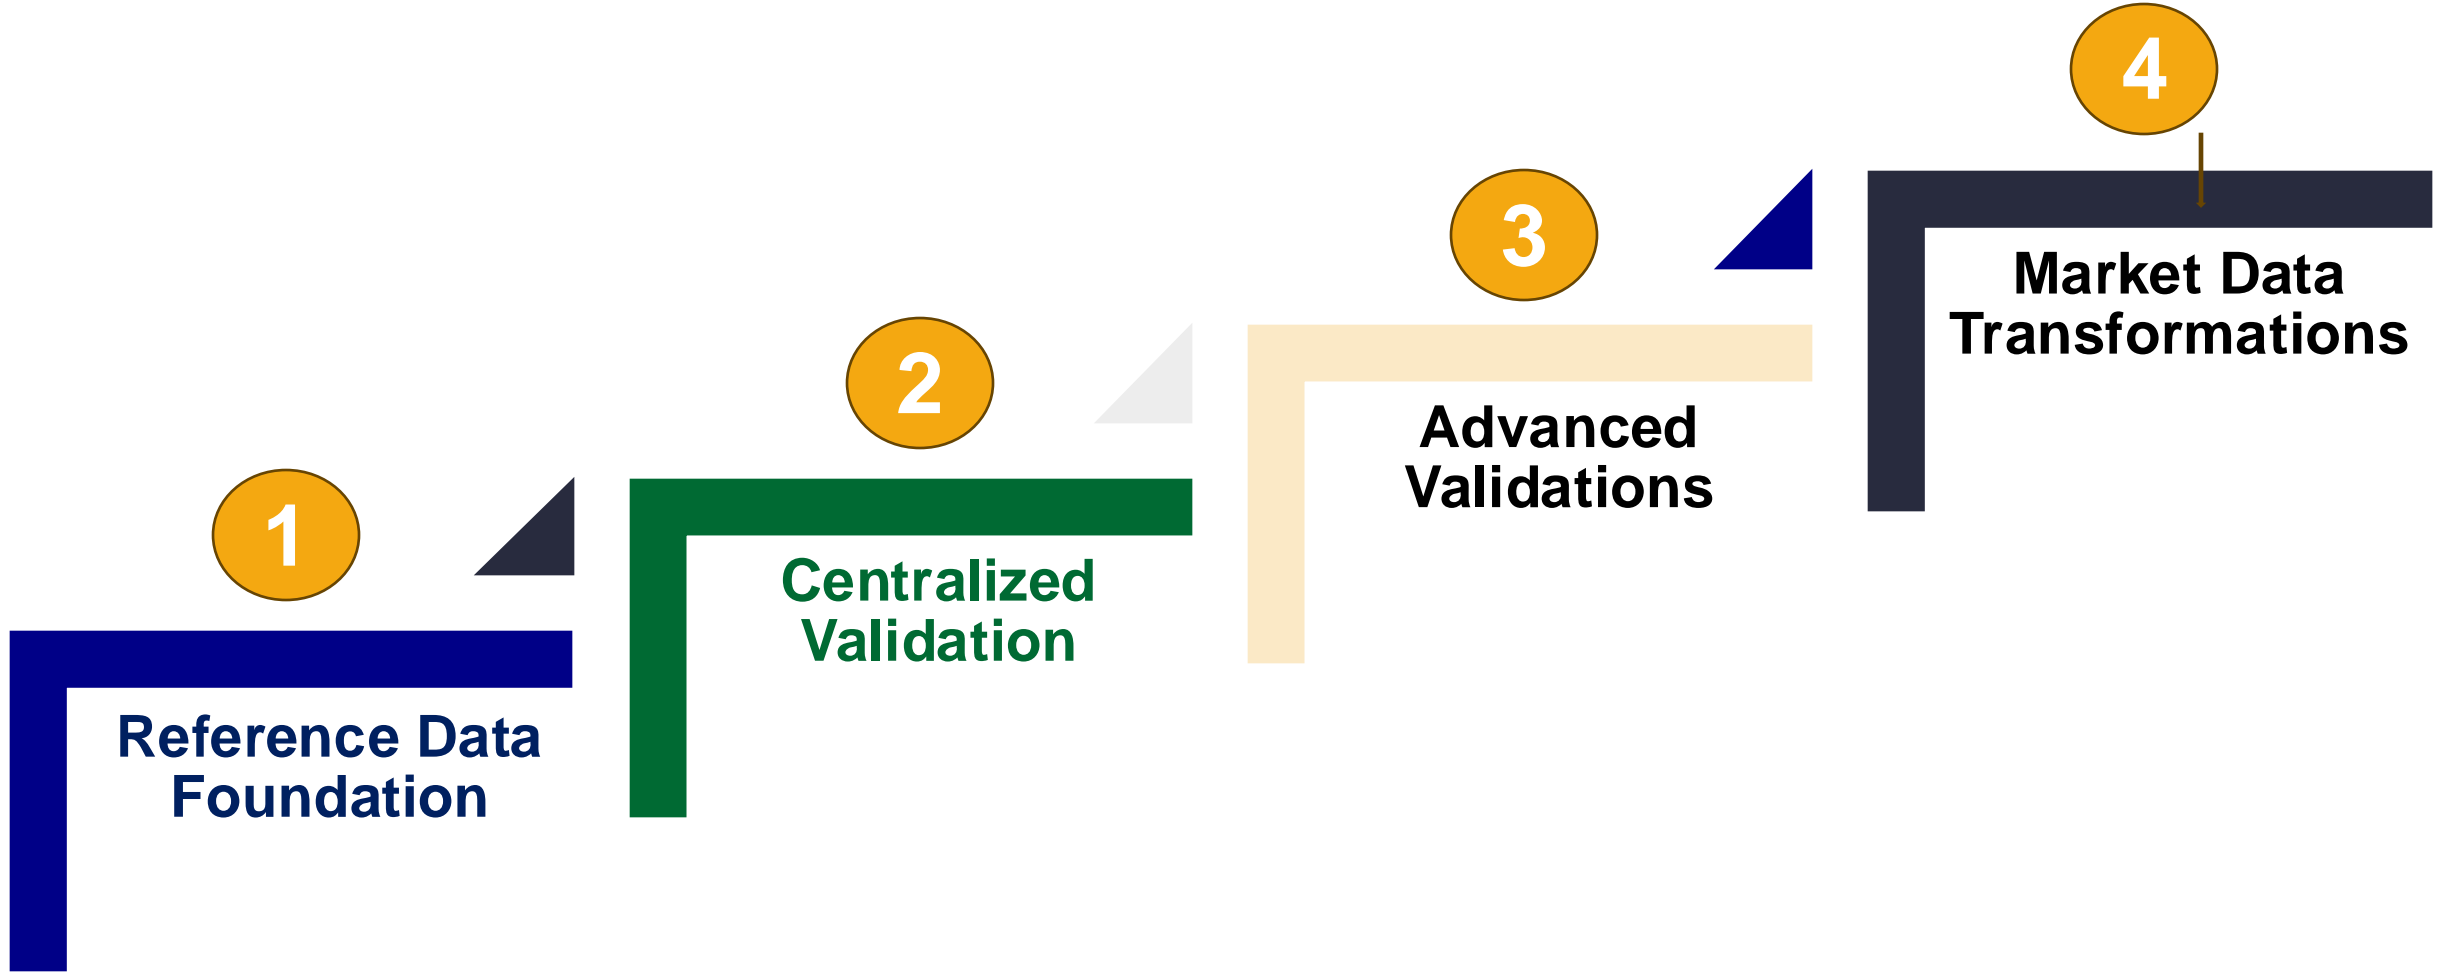 1
Reference Data
Foundation
2
Centralized
Validation
3
Advanced
Validations
4
Market Data
Transformations